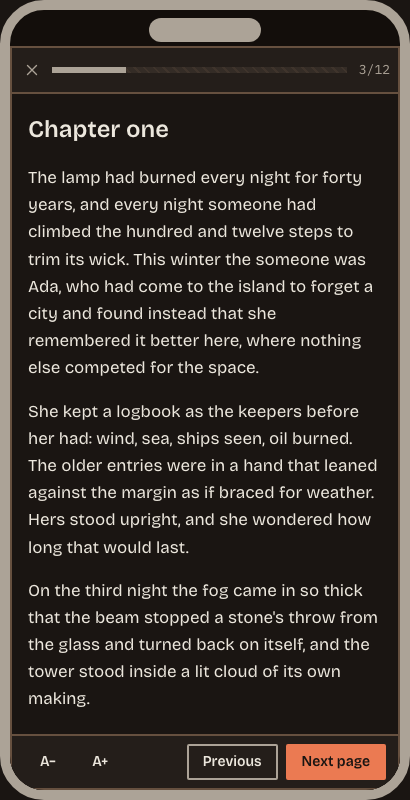 3/12
Chapter one
The lamp had burned every night for forty
years, and every night someone had
climbed the hundred and twelve steps to
trim its wick. This winter the someone was
Ada, who had come to the island to forget a
city and found instead that she
remembered it better here, where nothing
else competed for the space.
She kept a logbook as the keepers before
her had: wind, sea, ships seen, oil burned.
The older entries were in a hand that leaned
against the margin as if braced for weather.
Hers stood upright, and she wondered how
long that would last.
On the third night the fog came in so thick
that the beam stopped a stone's throw from
the glass and turned back on itself, and the
tower stood inside a lit cloud of its own
making.
A− A+ Previous Next page